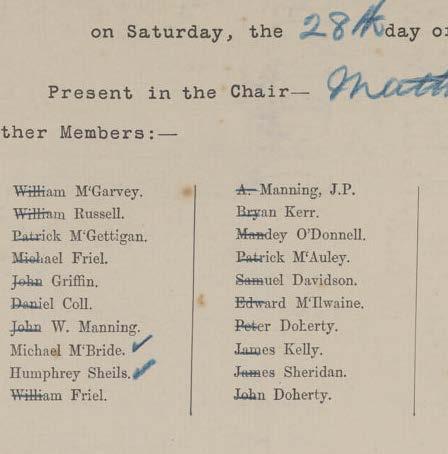 on Saturday, the 28th day of
Present in the Chair— Matth
ther Members:—
William M'Garvey.
William Russell.
Patrick M'Gettigan.
Michael Friel.
John Griffin.
Daniel Coll.
John W. Manning.
Michael M'Bride.
Humphrey Sheils.
William Friel.
A. Manning, J.P.
Bryan Kerr.
Mandey O'Donnell.
Patrick M'Auley.
Samuel Davidson.
Edward M'Ilwaine.
Peter Doherty.
James Kelly.
James Sheridan.
John Doherty.